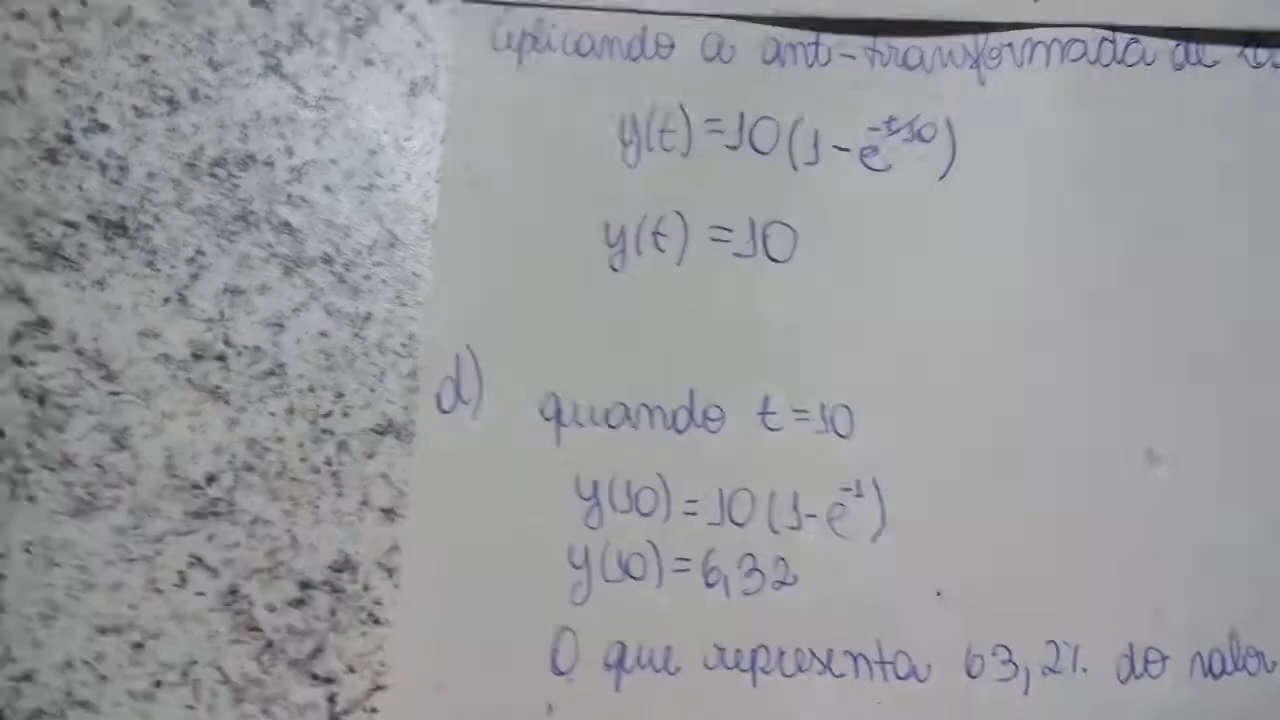 aplicando a anti-transformada de
y(t)=10(1-e^{-t/10})
y(t)=10
d) quando t=10
y(10)=10(1-e^{-1})
y(10)=6,32
O que representa 63,2% do valor